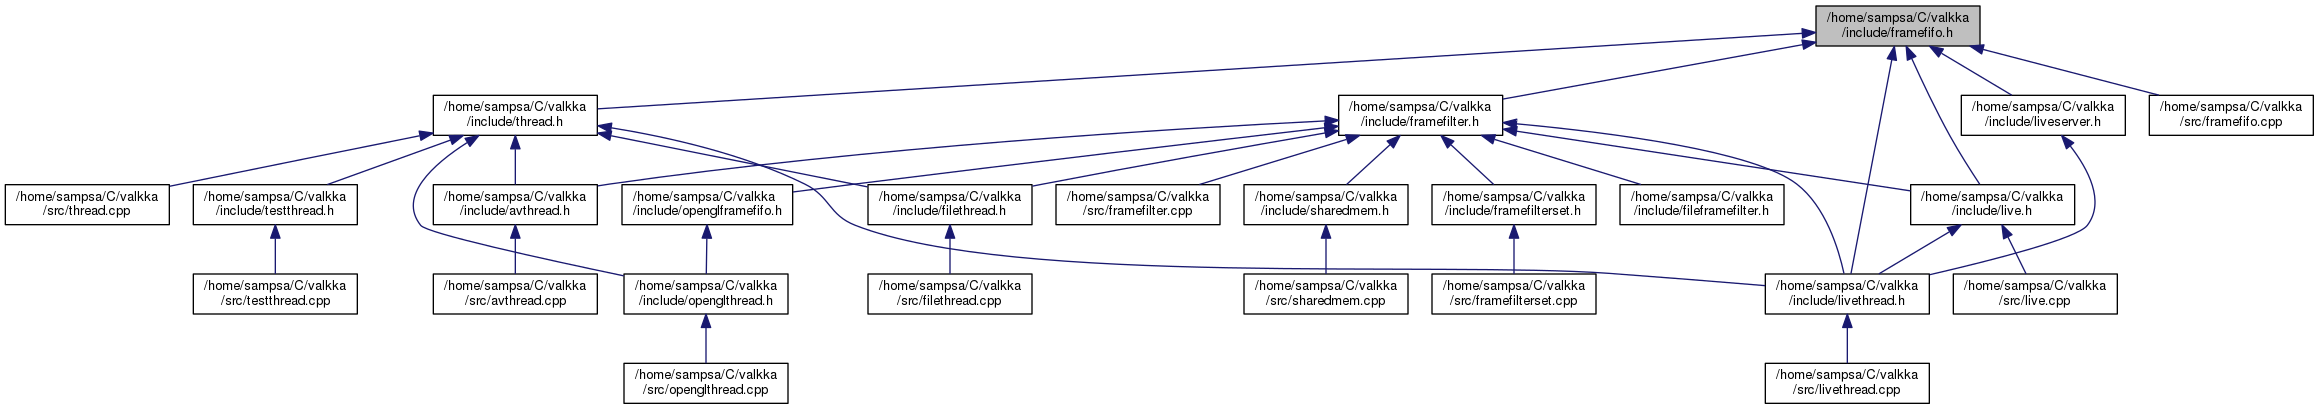 /home/sampsa/C/valkka
/include/framefifo.h
/home/sampsa/C/valkka
/include/thread.h
/home/sampsa/C/valkka
/include/framefilter.h
/home/sampsa/C/valkka
/include/liveserver.h
/home/sampsa/C/valkka
/src/framefifo.cpp
/home/sampsa/C/valkka
/src/thread.cpp
/home/sampsa/C/valkka
/include/testthread.h
/home/sampsa/C/valkka
/include/avthread.h
/home/sampsa/C/valkka
/include/openglframefifo.h
/home/sampsa/C/valkka
/include/filethread.h
/home/sampsa/C/valkka
/src/framefilter.cpp
/home/sampsa/C/valkka
/include/sharedmem.h
/home/sampsa/C/valkka
/include/framefilterset.h
/home/sampsa/C/valkka
/include/fileframefilter.h
/home/sampsa/C/valkka
/include/live.h
/home/sampsa/C/valkka
/src/testthread.cpp
/home/sampsa/C/valkka
/src/avthread.cpp
/home/sampsa/C/valkka
/include/openglthread.h
/home/sampsa/C/valkka
/src/filethread.cpp
/home/sampsa/C/valkka
/src/sharedmem.cpp
/home/sampsa/C/valkka
/src/framefilterset.cpp
/home/sampsa/C/valkka
/include/livethread.h
/home/sampsa/C/valkka
/src/live.cpp
/home/sampsa/C/valkka
/src/openglthread.cpp
/home/sampsa/C/valkka
/src/livethread.cpp